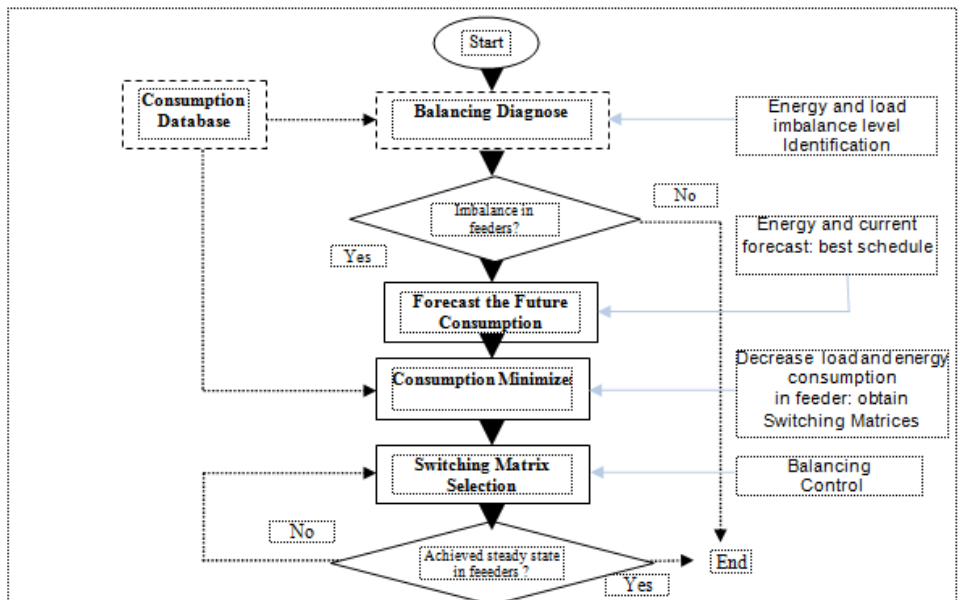 Start
Consumption
Database
Balancing Diagnose
Energy and load
imbalance level
Identification
Imbalance in
feeders?
No
Yes
Energy and current
forecast: best schedule
Forecast the Future
Consumption
Consumption Minimize
Decrease load and energy
consumption
in feeder: obtain
Switching Matrices
Switching Matrix
Selection
Balancing
Control
No
Achieved steady state
in feeeders ?
Yes
End